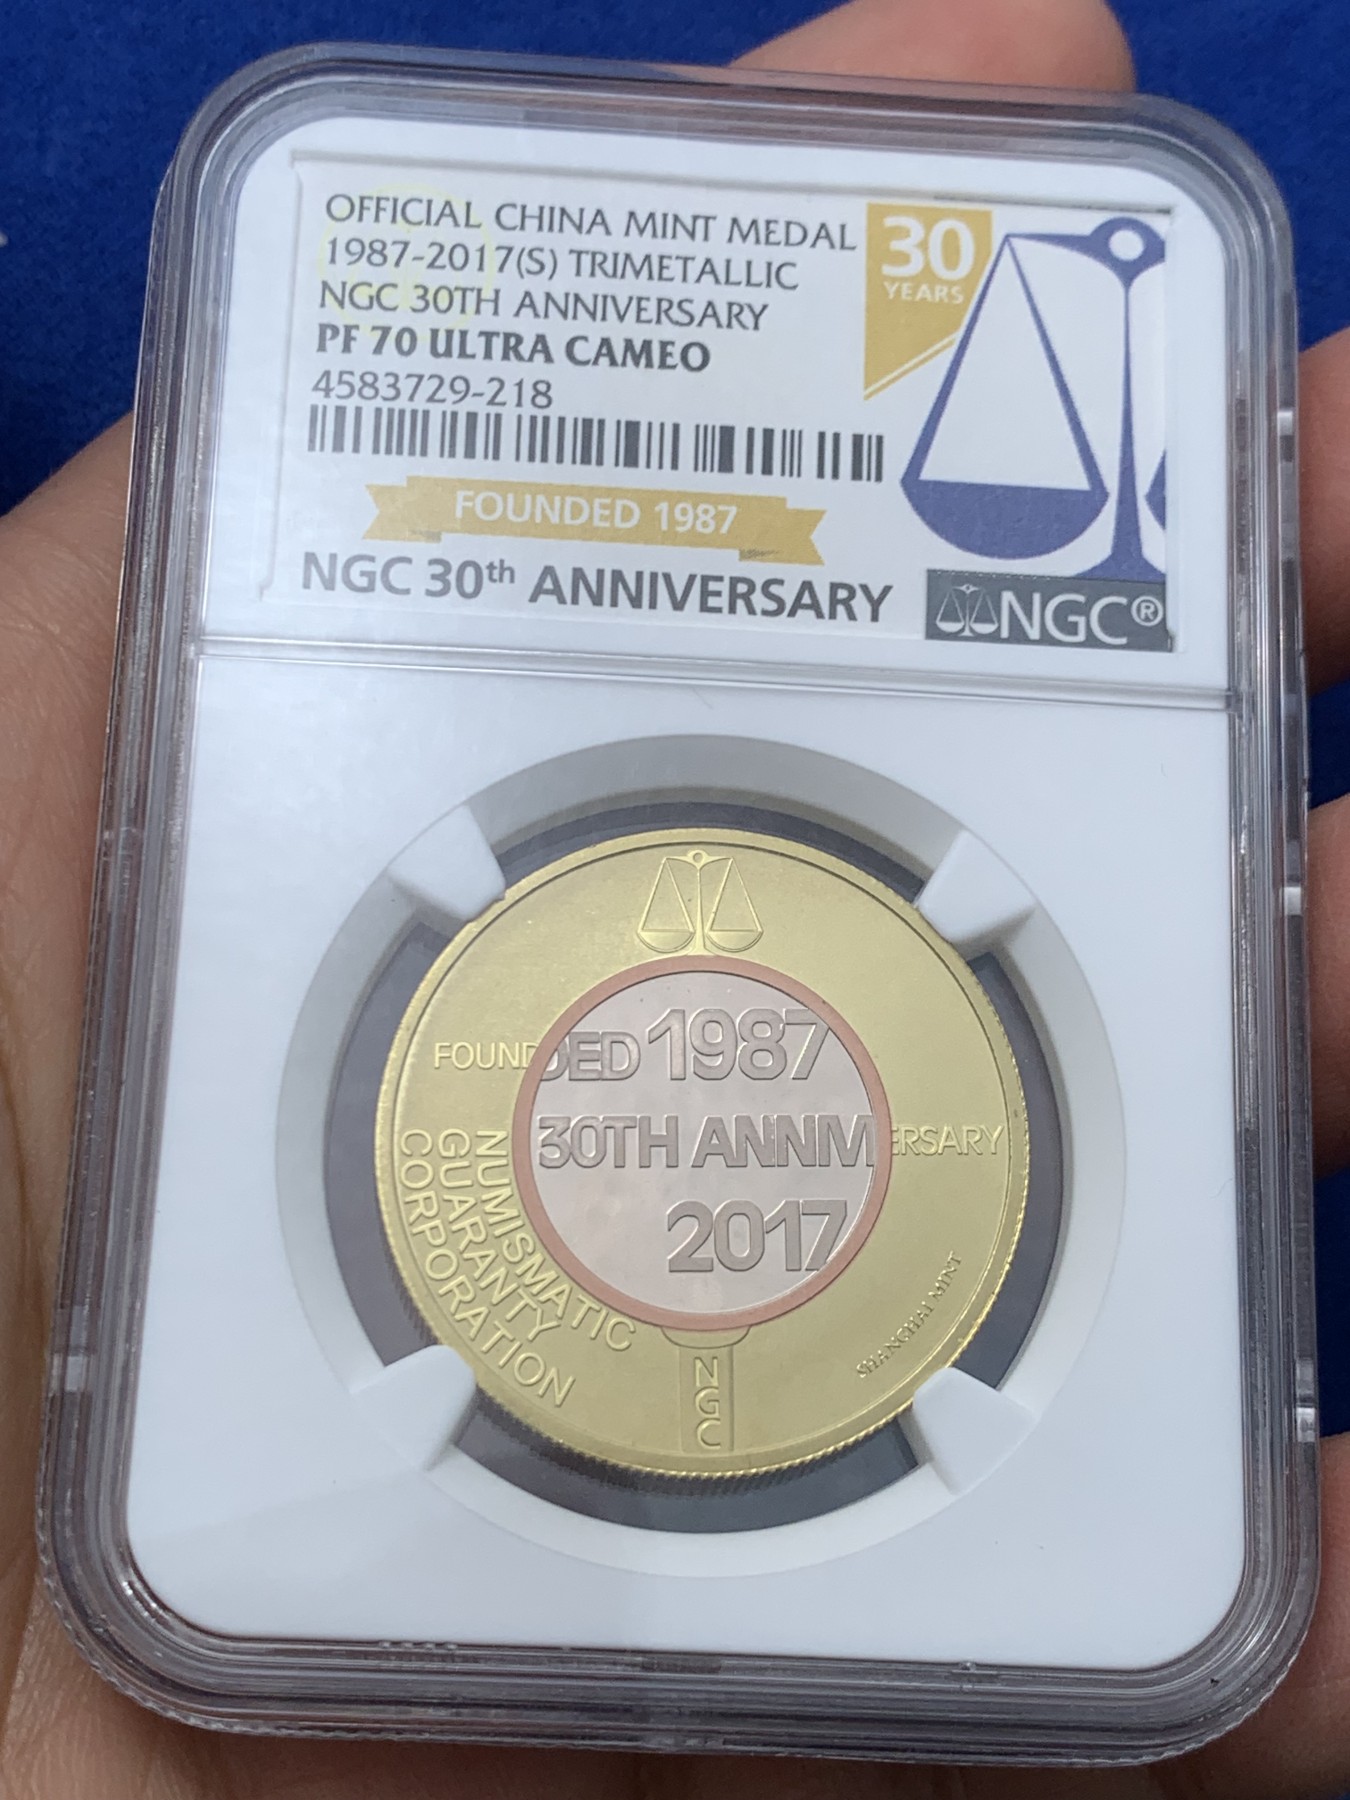 OFFICIAL CHINA MINT MEDAL
1987-2017(S) TRIMETALLIC
NGC 30TH ANNIVERSARY
PF 70 ULTRA CAMEO
4583729-218
30
YEARS
FOUNDED 1987
NGC 30th ANNIVERSARY
NGC®
FOUNDED 1987
30TH ANNIVERSARY
2017
NUMISMATIC
GUARANTY
CORPORATION
NGC
SHANGHAI MINT